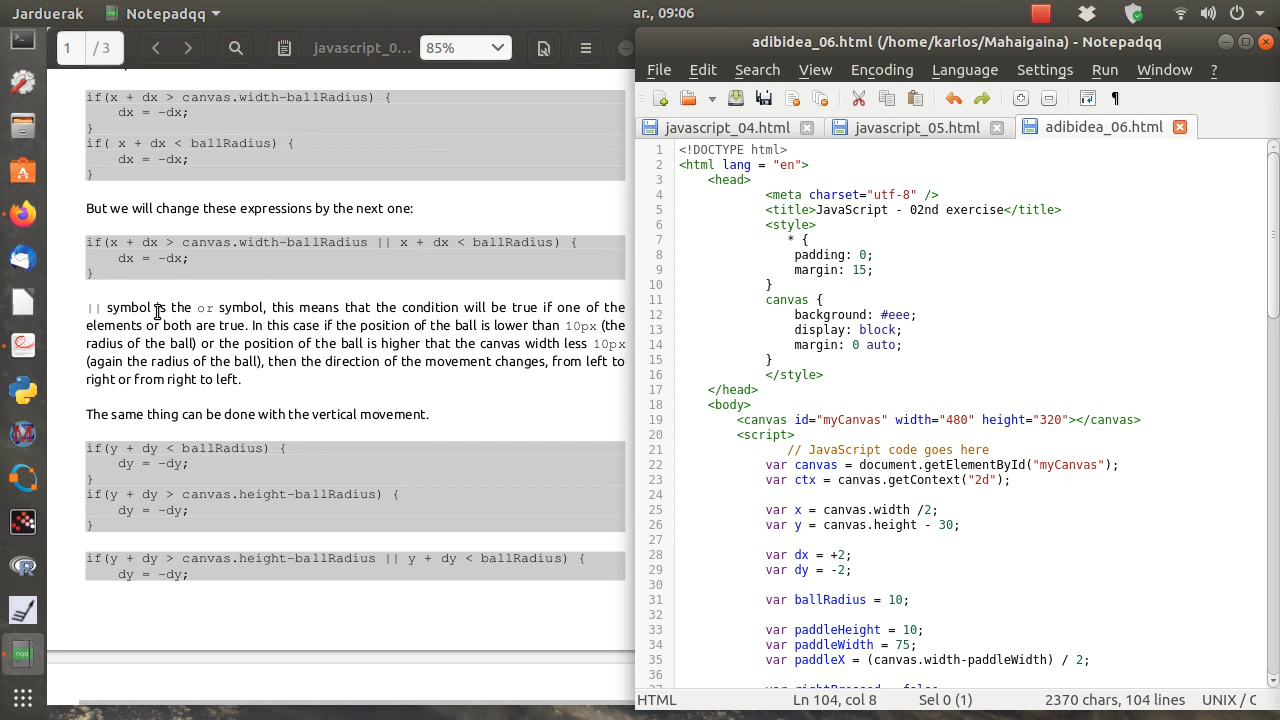 Jarduerak
Notepadqq
ar., 09:06
1 / 3
javascript_0...
85%
if(x + dx > canvas.width-ballRadius) {
dx = -dx;
}
if( x + dx < ballRadius) {
dx = -dx;
}
But we will change these expressions by the next one:
if(x + dx > canvas.width-ballRadius || x + dx < ballRadius) {
dx = -dx;
}
|| symbol is the or symbol, this means that the condition will be true if one of the
elements of both are true. In this case if the position of the ball is lower than 10px (the
radius of the ball) or the position of the ball is higher that the canvas width less 10px
(again the radius of the ball), then the direction of the movement changes, from left to
right or from right to left.
The same thing can be done with the vertical movement.
if(y + dy < ballRadius) {
dy = -dy;
}
if(y + dy > canvas.height-ballRadius) {
dy = -dy;
}
if(y + dy > canvas.height-ballRadius || y + dy < ballRadius) {
dy = -dy;
adibidea_06.html (/home/karlos/Mahaigaina) - Notepadqq
File Edit Search View Encoding Language Settings Run Window ?
javascript_04.html
javascript_05.html
adibidea_06.html
1 <!DOCTYPE html>
2 <html lang = "en">
3 <head>
4 <meta charset="utf-8" />
5 <title>JavaScript - 02nd exercise</title>
6 <style>
7 * {
8 padding: 0;
9 margin: 15;
10 }
11 canvas {
12 background: #eee;
13 display: block;
14 margin: 0 auto;
15 }
16 </style>
17 </head>
18 <body>
19 <canvas id="myCanvas" width="480" height="320"></canvas>
20 <script>
21 // JavaScript code goes here
22 var canvas = document.getElementById("myCanvas");
23 var ctx = canvas.getContext("2d");
24
25 var x = canvas.width /2;
26 var y = canvas.height - 30;
27
28 var dx = +2;
29 var dy = -2;
30
31 var ballRadius = 10;
32
33 var paddleHeight = 10;
34 var paddleWidth = 75;
35 var paddleX = (canvas.width-paddleWidth) / 2;
36
HTML
Ln 104, col 8
Sel 0 (1)
2370 chars, 104 lines
UNIX /